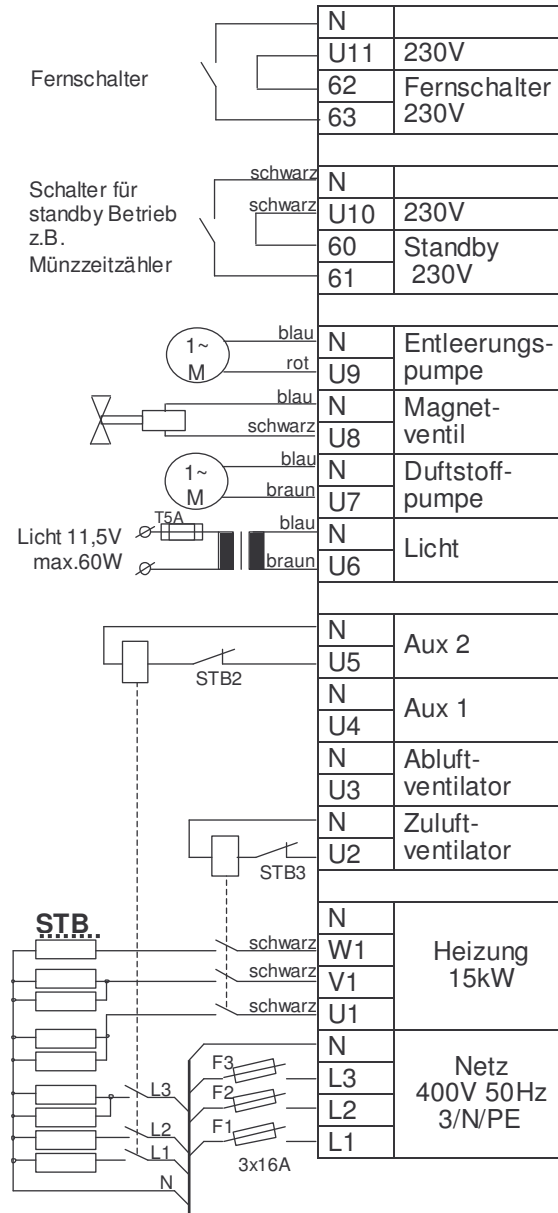 N
U11 230V
Fernschalter 62 Fernschalter
63 230V
schwarz N
Schalter für schwarz U10 230V
standby Betrieb 60 Standby
z.B. 61 230V
Münzzeitzähler
blau N Entleerungs-
1~ M rot U9 pumpe
blau N Magnet-
schwarz U8 ventil
blau N Duftstoff-
1~ M braun U7 pumpe
T5A blau N Licht
Licht 11,5V
max.60W braun U6
N Aux 2
STB2 U5
N Aux 1
U4
N Abluft-
U3 ventilator
N Zuluft-
STB3 U2 ventilator
N
STB schwarz W1 Heizung
schwarz V1 15kW
schwarz U1
N Netz
L3 F3 L3 400V 50Hz
L2 F2 L2 3/N/PE
L1 F1 L1
N 3x16A